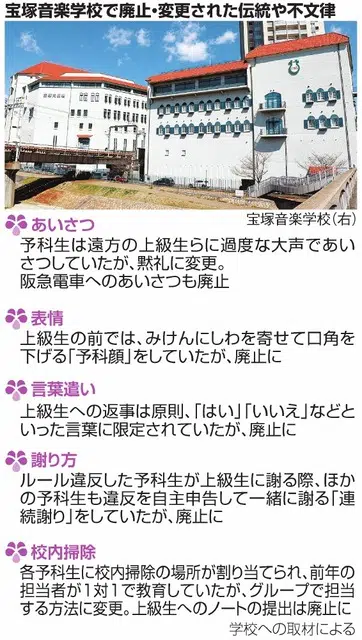 宝塚音楽学校で廃止・変更された伝統や不文律
宝塚音楽学校(右)
あいさつ
予科生は遠方の上級生らに過度な大声であい
さつしていたが、黙礼に変更。
阪急電車へのあいさつも廃止
表情
上級生の前では、みけんにしわを寄せて口角を
下げる「予科顔」をしていたが、廃止に
言葉遣い
上級生への返事は原則、「はい」「いいえ」などと
いった言葉に限定されていたが、廃止に
謝り方
ルール違反した予科生が上級生に謝る際、ほか
の予科生も違反を自主申告して一緒に謝る「連
続謝り」をしていたが、廃止に
校内掃除
各予科生に校内掃除の場所が割り当てられ、前年の
担当者が1対1で教育していたが、グループで担当
する方法に変更。上級生へのノートの提出は廃止に
学校への取材による